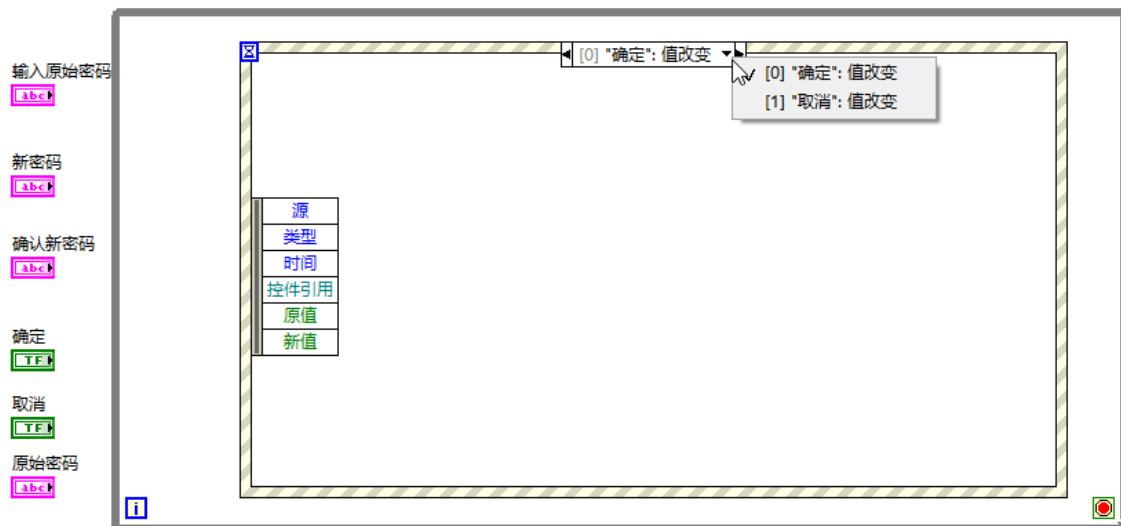 输入原始密码
abc
新密码
abc
确认新密码
abc
确定
TF
取消
TF
原始密码
abc
[0] "确定": 值改变
[0] "确定": 值改变
[1] "取消": 值改变
源
类型
时间
控件引用
原值
新值
i